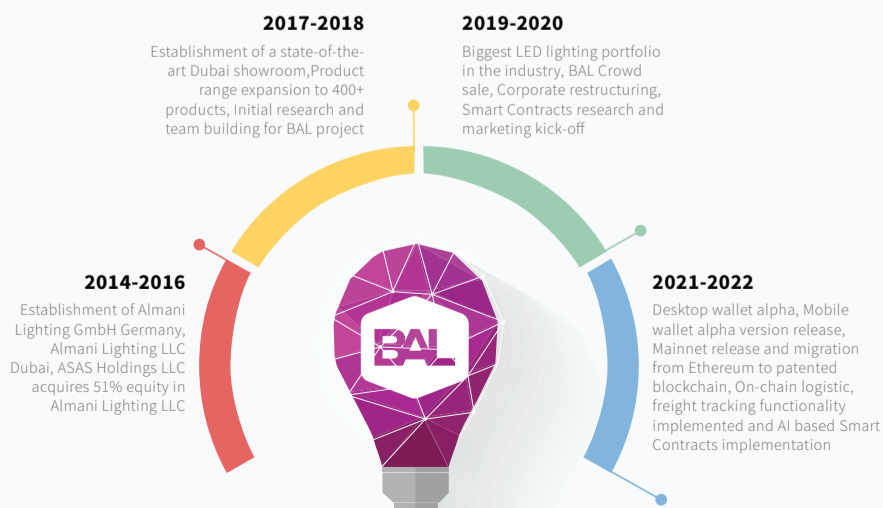 2017-2018
Establishment of a state-of-the-
art Dubai showroom,Product
range expansion to 400+
products, Initial research and
team building for BAL project
2019-2020
Biggest LED lighting portfolio
in the industry, BAL Crowd
sale, Corporate restructuring,
Smart Contracts research and
marketing kick-off
2014-2016
Establishment of Almani
Lighting GmbH Germany,
Almani Lighting LLC
Dubai, ASAS Holdings LLC
acquires 51% equity in
Almani Lighting LLC
BAL
2021-2022
Desktop wallet alpha, Mobile
wallet alpha version release,
Mainnet release and migration
from Ethereum to patented
blockchain, On-chain logistic,
freight tracking functionality
implemented and AI based Smart
Contracts implementation